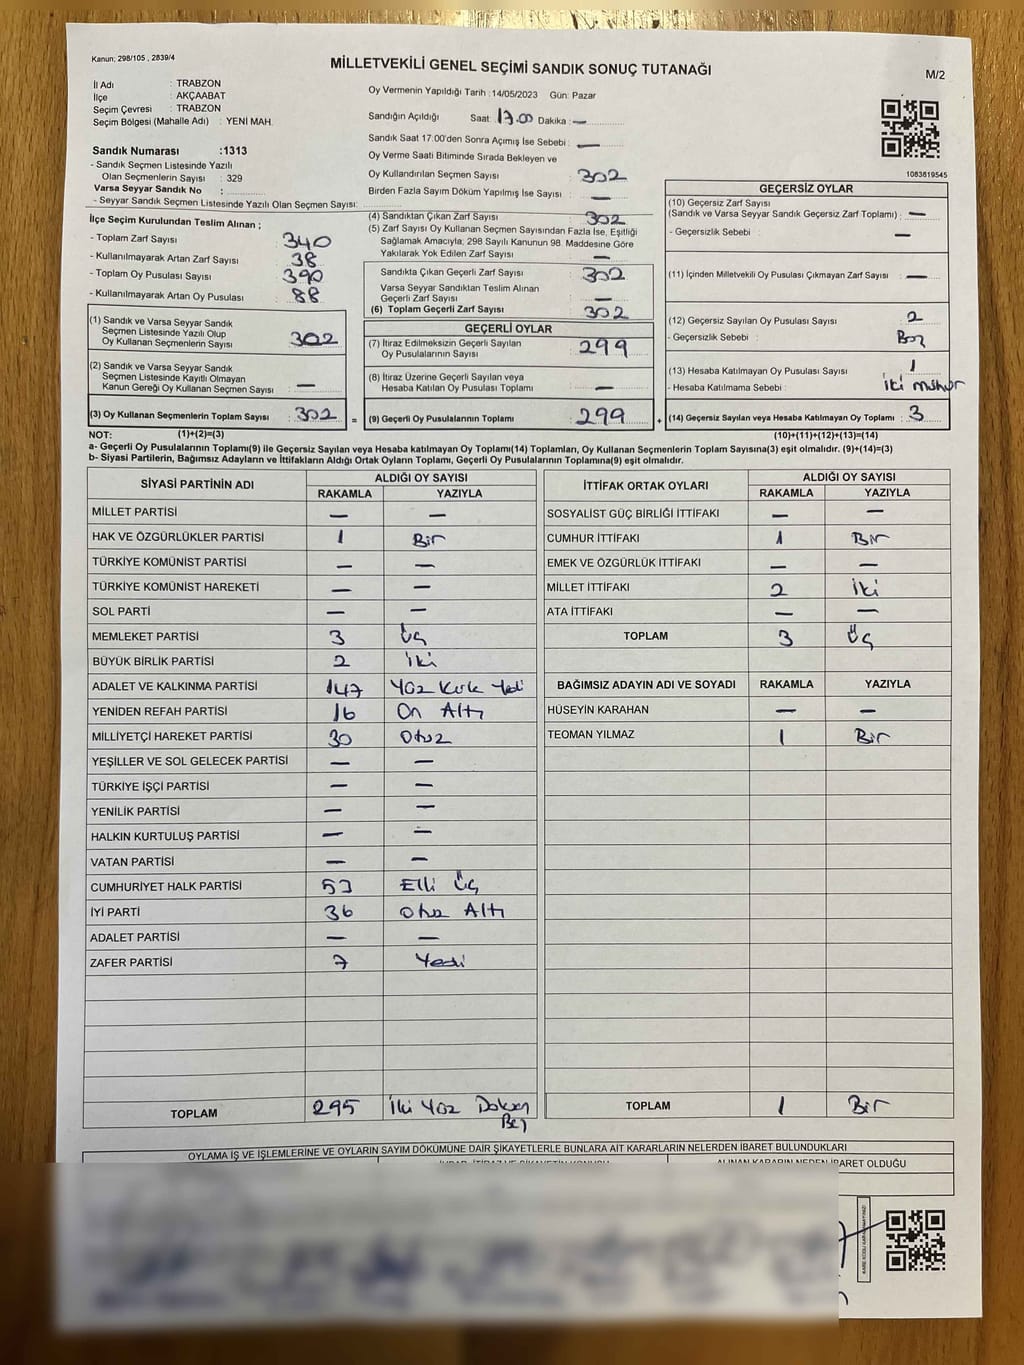 Kanun; 298/105 , 2839/4
MİLLETVEKİLİ GENEL SEÇİMİ SANDIK SONUÇ TUTANAĞI
M/2
İl Adı : TRABZON
İlçe : AKÇAABAT
Seçim Çevresi : TRABZON
Seçim Bölgesi (Mahalle Adı) : YENİ MAH.
Sandık Numarası :1313
- Sandık Seçmen Listesinde Yazılı
Olan Seçmenlerin Sayısı : 329
Varsa Seyyar Sandık No :
- Seyyar Sandık Seçmen Listesinde Yazılı Olan Seçmen Sayısı:
Oy Vermenin Yapıldığı Tarih :14/05/2023 Gün: Pazar
Sandığın Açıldığı Saat: 17.00 Dakika : —
Sandık Saat 17:00'den Sonra Açımış İse Sebebi : —
Oy Verme Saati Bitiminde Sırada Bekleyen ve
Oy Kullandırılan Seçmen Sayısı : 302
Birden Fazla Sayım Döküm Yapılmış İse Sayısı : —
1083619545
İlçe Seçim Kurulundan Teslim Alınan ;
- Toplam Zarf Sayısı : 340
- Kullanılmayarak Artan Zarf Sayısı : 38
- Toplam Oy Pusulası Sayısı : 390
- Kullanılmayarak Artan Oy Pusulası : 88
(1) Sandık ve Varsa Seyyar Sandık
Seçmen Listesinde Yazılı Olup
Oy Kullanan Seçmenlerin Sayısı : 302
(2) Sandık ve Varsa Seyyar Sandık
Seçmen Listesinde Kayıtlı Olmayan
Kanun Gereği Oy Kullanan Seçmen Sayısı : —
(3) Oy Kullanan Seçmenlerin Toplam Sayısı : 302
(4) Sandıktan Çıkan Zarf Sayısı : 302
(5) Zarf Sayısı Oy Kullanan Seçmen Sayısından Fazla İse, Eşitliği
Sağlamak Amacıyla; 298 Sayılı Kanunun 98. Maddesine Göre
Yakılarak Yok Edilen Zarf Sayısı : —
Sandıkta Çıkan Geçerli Zarf Sayısı : 302
Varsa Seyyar Sandıktan Teslim Alınan
Geçerli Zarf Sayısı : —
(6) Toplam Geçerli Zarf Sayısı : 302
GEÇERLİ OYLAR
(7) İtiraz Edilmeksizin Geçerli Sayılan
Oy Pusulalarının Sayısı : 299
(8) İtiraz Üzerine Geçerli Sayılan veya
Hesaba Katılan Oy Pusulası Toplamı : —
= (9) Geçerli Oy Pusulalarının Toplamı : 299
GEÇERSİZ OYLAR
(10) Geçersiz Zarf Sayısı
(Sandık ve Varsa Seyyar Sandık Geçersiz Zarf Toplamı) : —
- Geçersizlik Sebebi : —
(11) İçinden Milletvekili Oy Pusulası Çıkmayan Zarf Sayısı : —
(12) Geçersiz Sayılan Oy Pusulası Sayısı : 2
- Geçersizlik Sebebi : Boş
(13) Hesaba Katılmayan Oy Pusulası Sayısı : 1
- Hesaba Katılmama Sebebi : iki mühür
+ (14) Geçersiz Sayılan veya Hesaba Katılmayan Oy Toplamı : 3
NOT: (1)+(2)=(3) (10)+(11)+(12)+(13)=(14)
a- Geçerli Oy Pusulalarının Toplamı(9) ile Geçersiz Sayılan veya Hesaba katılmayan Oy Toplamı(14) Toplamları, Oy Kullanan Seçmenlerin Toplam Sayısına(3) eşit olmalıdır. (9)+(14)=(3)
b- Siyasi Partilerin, Bağımsız Adayların ve İttifakların Aldığı Ortak Oyların Toplamı, Geçerli Oy Pusulalarının Toplamına(9) eşit olmalıdır.
SİYASİ PARTİNİN ADI ALDIĞI OY SAYISI
RAKAMLA YAZIYLA
MİLLET PARTİSİ — —
HAK VE ÖZGÜRLÜKLER PARTİSİ 1 Bir
TÜRKİYE KOMÜNİST PARTİSİ — —
TÜRKİYE KOMÜNİST HAREKETİ — —
SOL PARTİ — —
MEMLEKET PARTİSİ 3 Üç
BÜYÜK BİRLİK PARTİSİ 2 iki
ADALET VE KALKINMA PARTİSİ 147 Yüz Kırk Yedi
YENİDEN REFAH PARTİSİ 16 On Altı
MİLLİYETÇİ HAREKET PARTİSİ 30 Otuz
YEŞİLLER VE SOL GELECEK PARTİSİ — —
TÜRKİYE İŞÇİ PARTİSİ — —
YENİLİK PARTİSİ — —
HALKIN KURTULUŞ PARTİSİ — —
VATAN PARTİSİ — —
CUMHURİYET HALK PARTİSİ 53 Elli Üç
İYİ PARTİ 36 Otuz Altı
ADALET PARTİSİ — —
ZAFER PARTİSİ 7 Yedi
TOPLAM 295 İki Yüz Doksan
Beş
İTTİFAK ORTAK OYLARI ALDIĞI OY SAYISI
RAKAMLA YAZIYLA
SOSYALİST GÜÇ BİRLİĞİ İTTİFAKI — —
CUMHUR İTTİFAKI 1 Bir
EMEK VE ÖZGÜRLÜK İTTİFAKI — —
MİLLET İTTİFAKI 2 İki
ATA İTTİFAKI — —
TOPLAM 3 Üç
BAĞIMSIZ ADAYIN ADI VE SOYADI RAKAMLA YAZIYLA
HÜSEYİN KARAHAN — —
TEOMAN YILMAZ 1 Bir
TOPLAM 1 Bir
OYLAMA İŞ VE İŞLEMLERİNE VE OYLARIN SAYIM DÖKÜMÜNE DAİR ŞİKAYETLERLE BUNLARA AİT KARARLARIN NELERDEN İBARET BULUNDUKLARI
ALINAN KARARIN NEDEN İBARET OLDUĞU